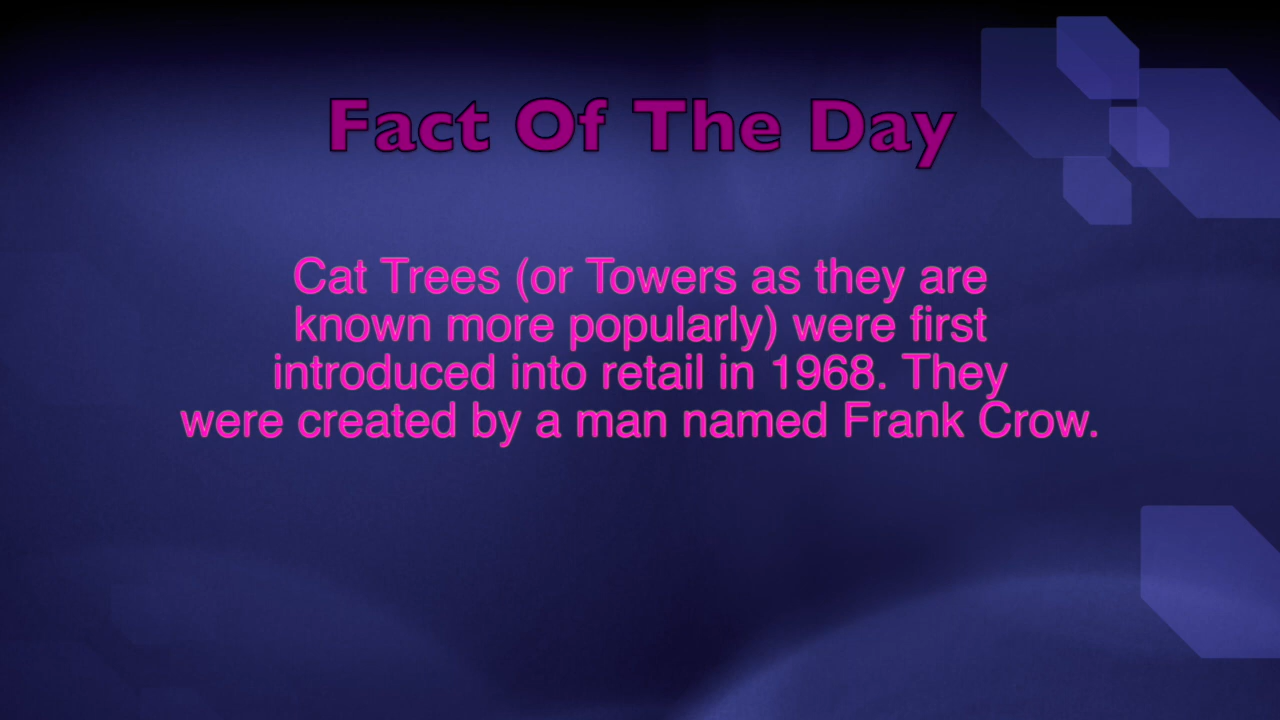 Fact Of The Day
Cat Trees (or Towers as they are
known more popularly) were first
introduced into retail in 1968. They
were created by a man named Frank Crow.